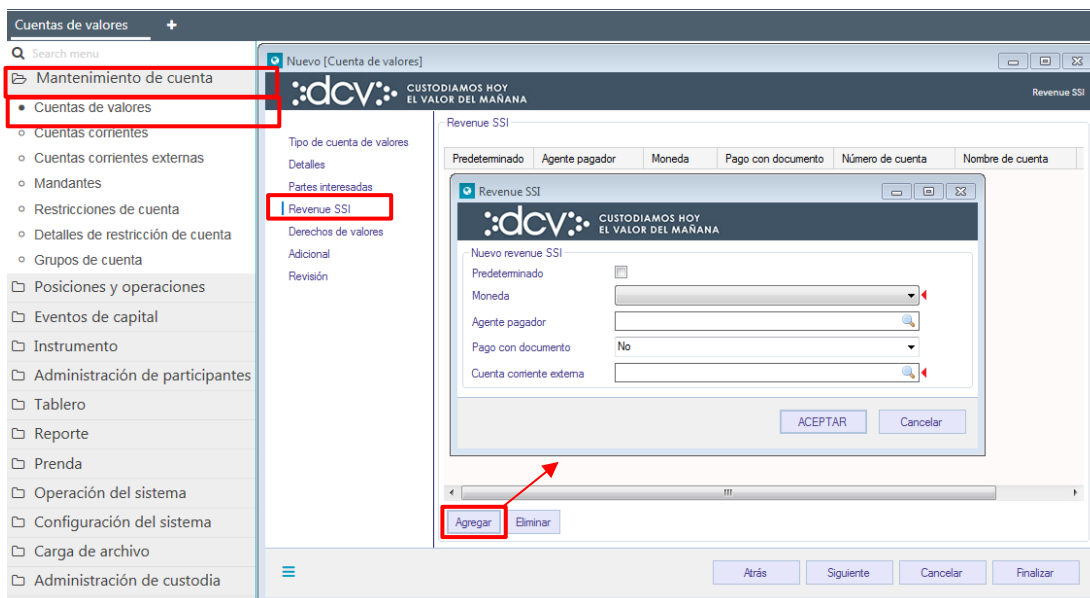 Cuentas de valores +
Search menu
Mantenimiento de cuenta
Cuentas de valores
Cuentas corrientes
Cuentas corrientes externas
Mandantes
Restricciones de cuenta
Detalles de restricción de cuenta
Grupos de cuenta
Posiciones y operaciones
Eventos de capital
Instrumento
Administración de participantes
Tablero
Reporte
Prenda
Operación del sistema
Configuración del sistema
Carga de archivo
Administración de custodia
Nuevo [Cuenta de valores]
dcv CUSTODIAMOS HOY
EL VALOR DEL MAÑANA
Revenue SSI
Tipo de cuenta de valores
Detalles
Partes interesadas
Revenue SSI
Derechos de valores
Adicional
Revisión
Revenue SSI
Predeterminado Agente pagador Moneda Pago con documento Número de cuenta Nombre de cuenta
Revenue SSI
dcv CUSTODIAMOS HOY
EL VALOR DEL MAÑANA
Nuevo revenue SSI
Predeterminado
Moneda
Agente pagador
Pago con documento No
Cuenta corriente externa
ACEPTAR Cancelar
Agregar Eliminar
Atrás Siguiente Cancelar Finalizar